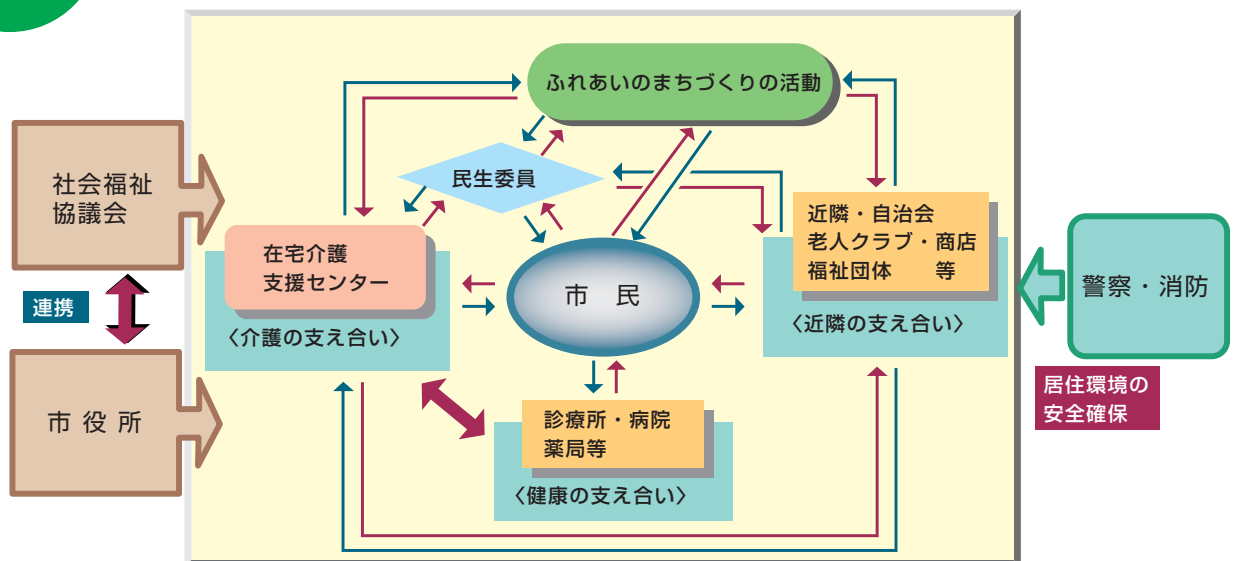 ふれあいのまちづくりの活動
民生委員
社会福祉
協議会
連携
市役所
在宅介護
支援センター
〈介護の支え合い〉
市民
近隣・自治会
老人クラブ・商店
福祉団体 等
〈近隣の支え合い〉
診療所・病院
薬局等
〈健康の支え合い〉
警察・消防
居住環境の
安全確保